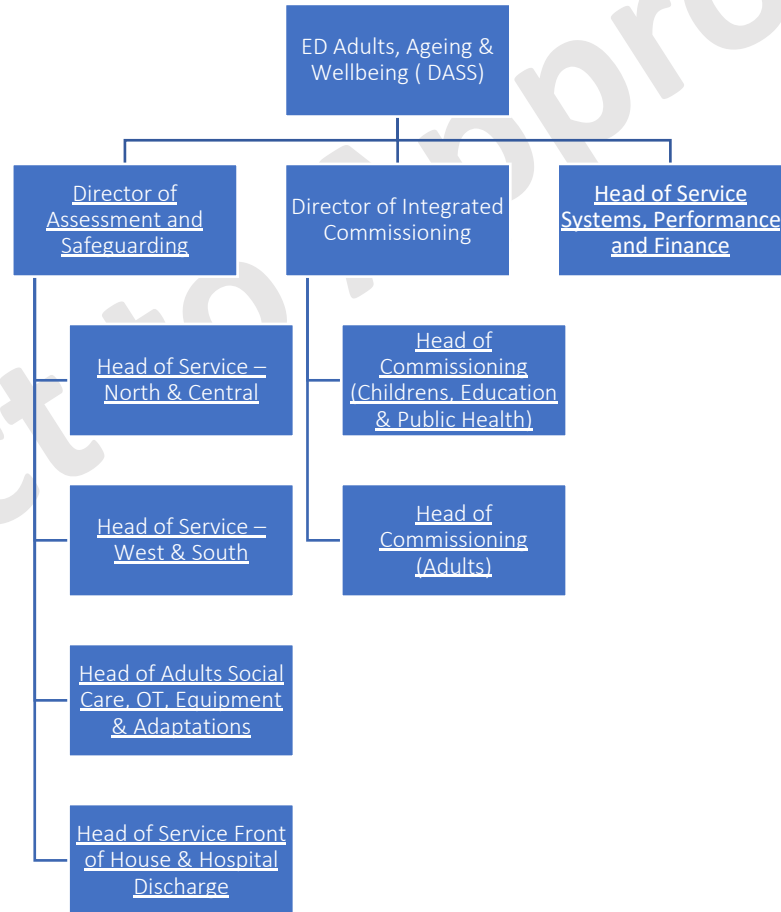 ED Adults, Ageing &
Wellbeing ( DASS)
Director of
Assessment and
Safeguarding
Director of Integrated
Commissioning
Head of Service
Systems, Performance
and Finance
Head of Service –
North & Central
Head of
Commissioning
(Childrens, Education
& Public Health)
Head of Service –
West & South
Head of
Commissioning
(Adults)
Head of Adults Social
Care, OT, Equipment
& Adaptations
Head of Service Front
of House & Hospital
Discharge